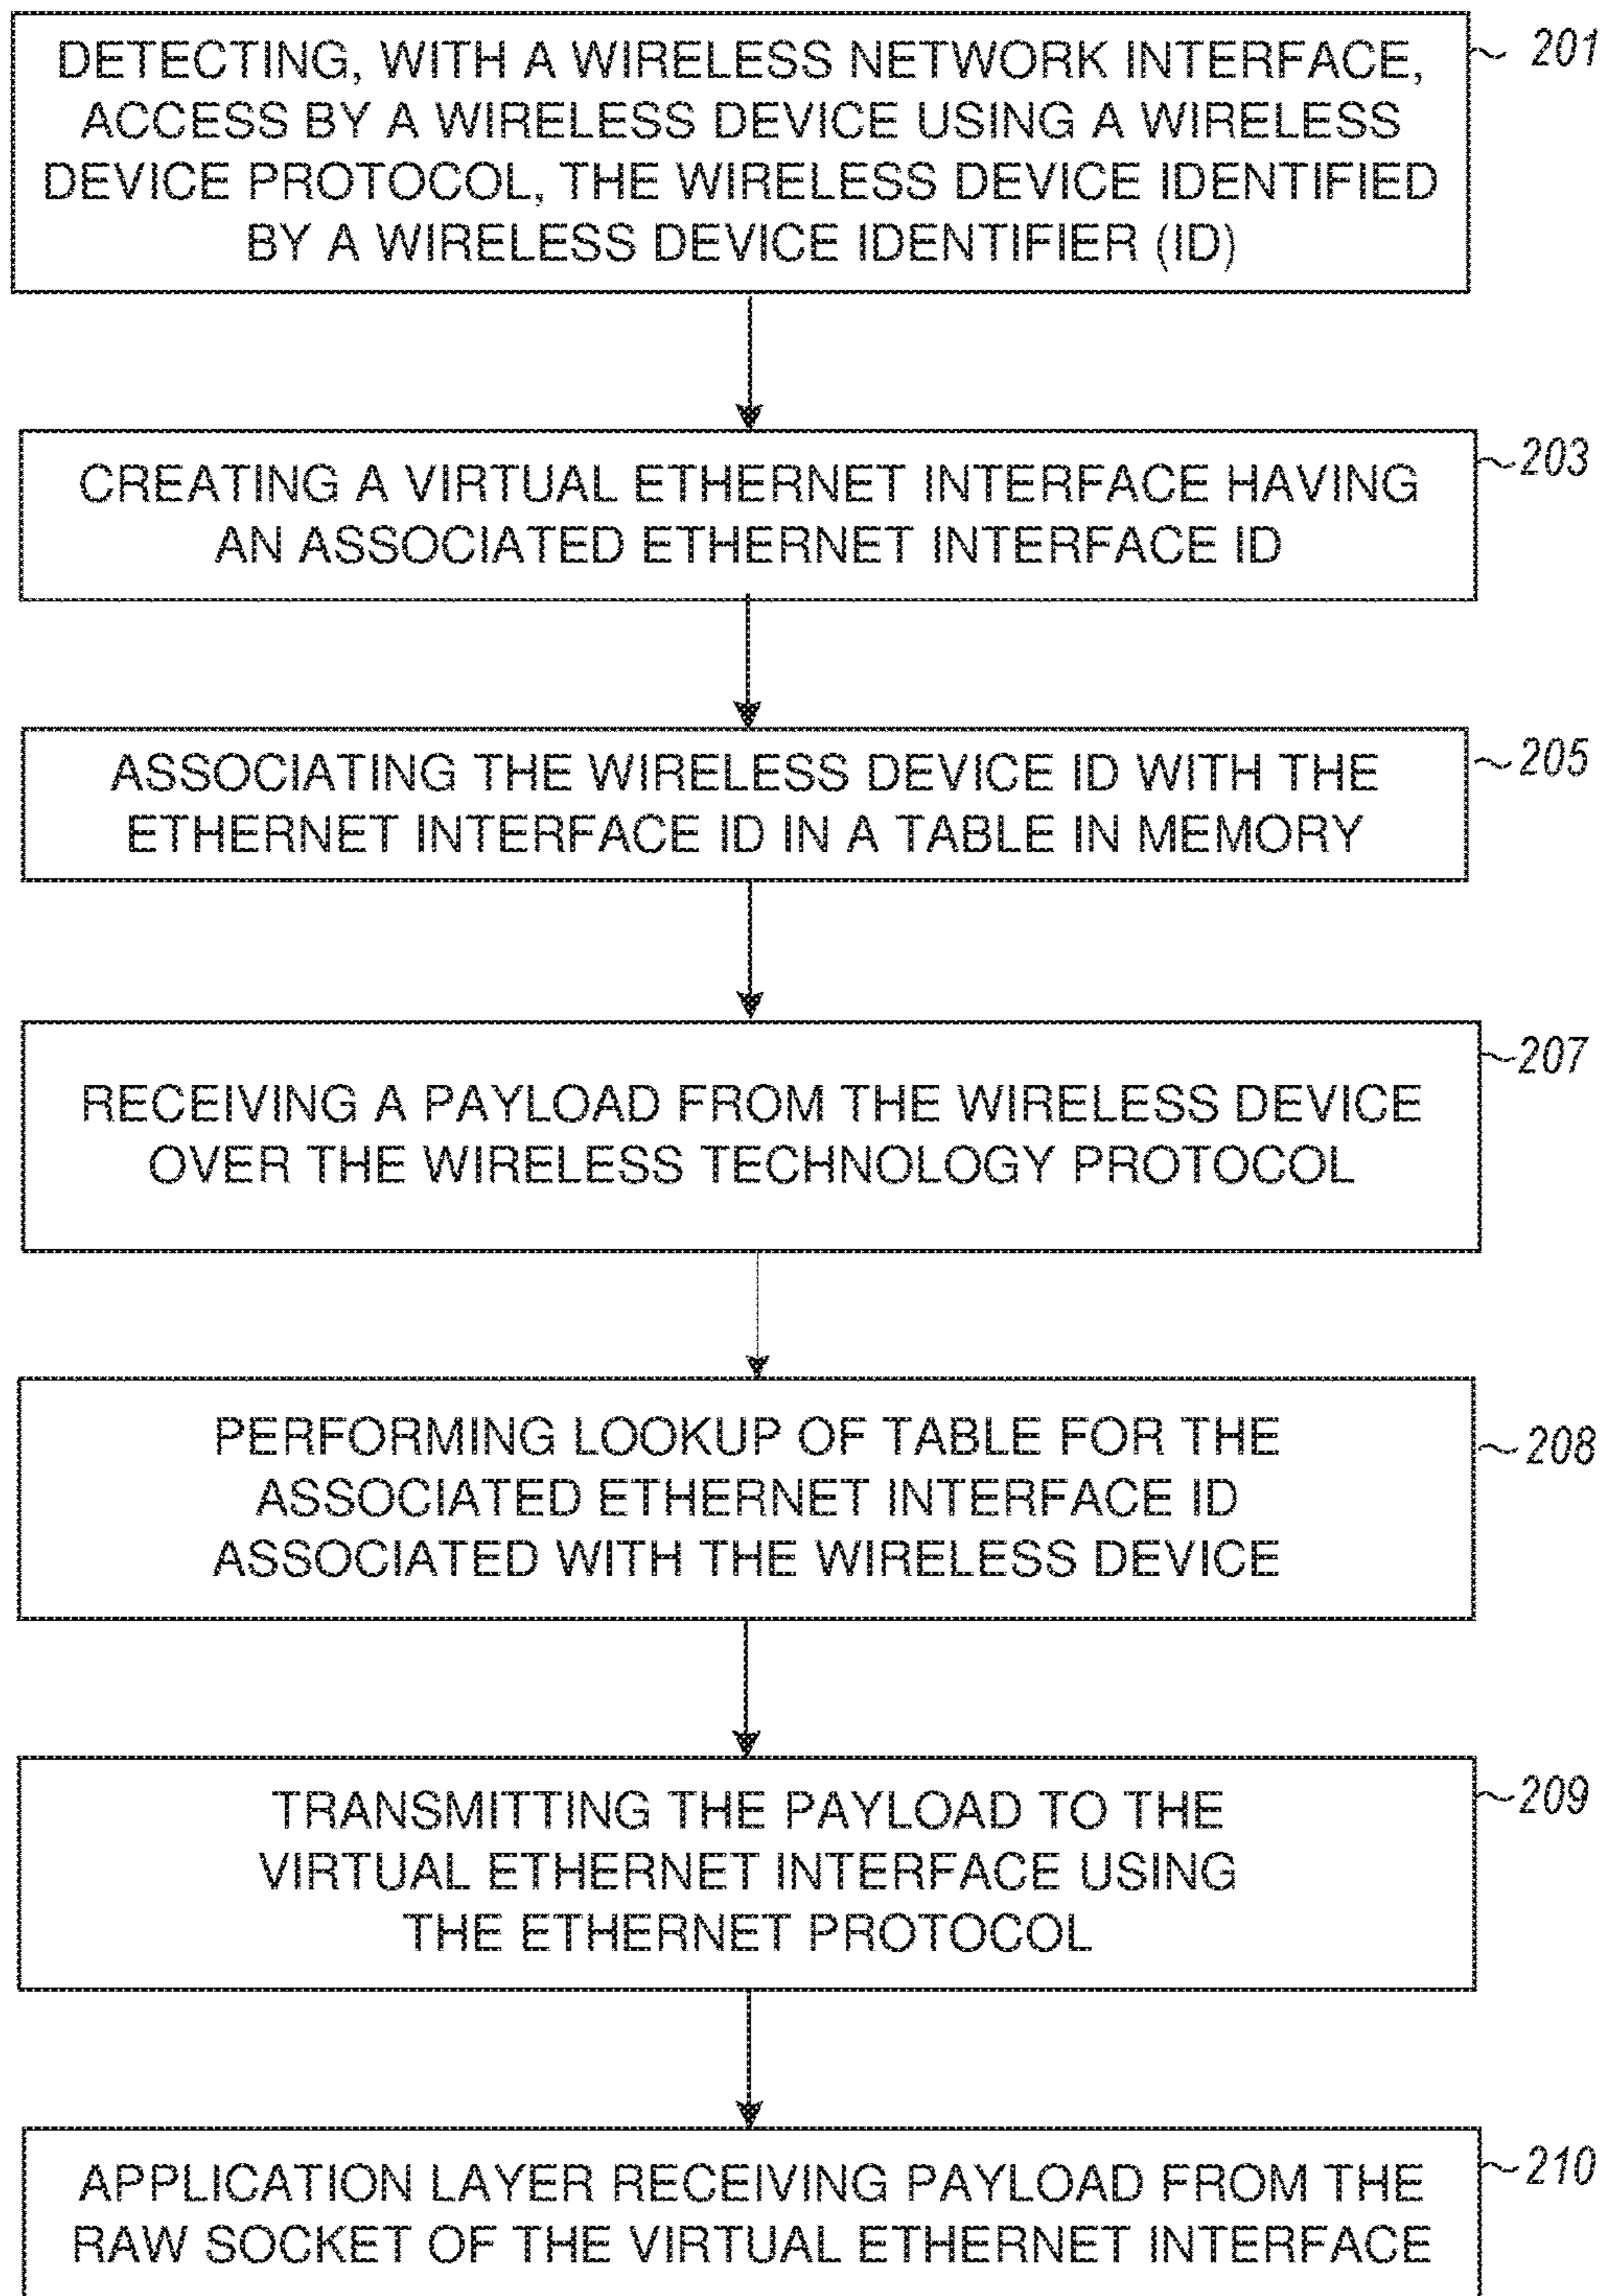 DETECTING, WITH A WIRELESS NETWORK INTERFACE,
ACCESS BY A WIRELESS DEVICE USING A WIRELESS
DEVICE PROTOCOL, THE WIRELESS DEVICE IDENTIFIED
BY A WIRELESS DEVICE IDENTIFIER (ID)
201
CREATING A VIRTUAL ETHERNET INTERFACE HAVING
AN ASSOCIATED ETHERNET INTERFACE ID
203
ASSOCIATING THE WIRELESS DEVICE ID WITH THE
ETHERNET INTERFACE ID IN A TABLE IN MEMORY
205
RECEIVING A PAYLOAD FROM THE WIRELESS DEVICE
OVER THE WIRELESS TECHNOLOGY PROTOCOL
207
PERFORMING LOOKUP OF TABLE FOR THE
ASSOCIATED ETHERNET INTERFACE ID
ASSOCIATED WITH THE WIRELESS DEVICE
208
TRANSMITTING THE PAYLOAD TO THE
VIRTUAL ETHERNET INTERFACE USING
THE ETHERNET PROTOCOL
209
APPLICATION LAYER RECEIVING PAYLOAD FROM THE
RAW SOCKET OF THE VIRTUAL ETHERNET INTERFACE
210